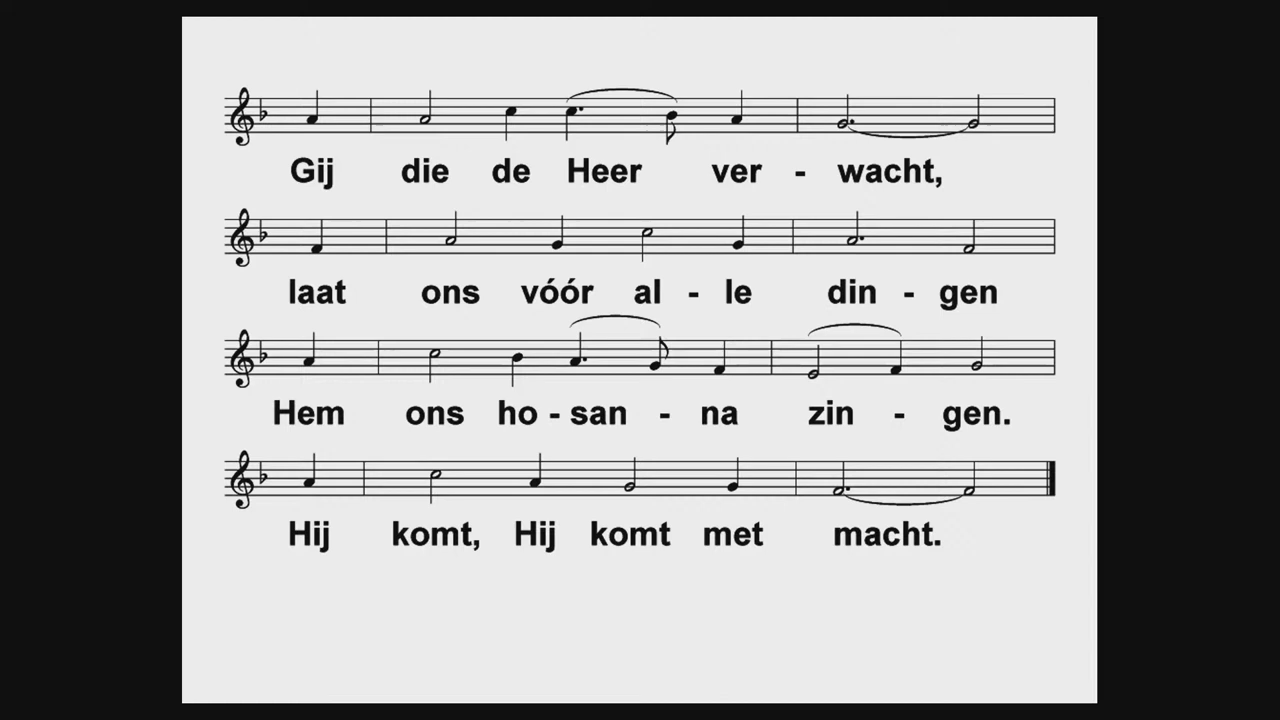 Gij die de Heer ver - wacht,
laat ons vóór al - le din - gen
Hem ons ho - san - na zin - gen.
Hij komt, Hij komt met macht.